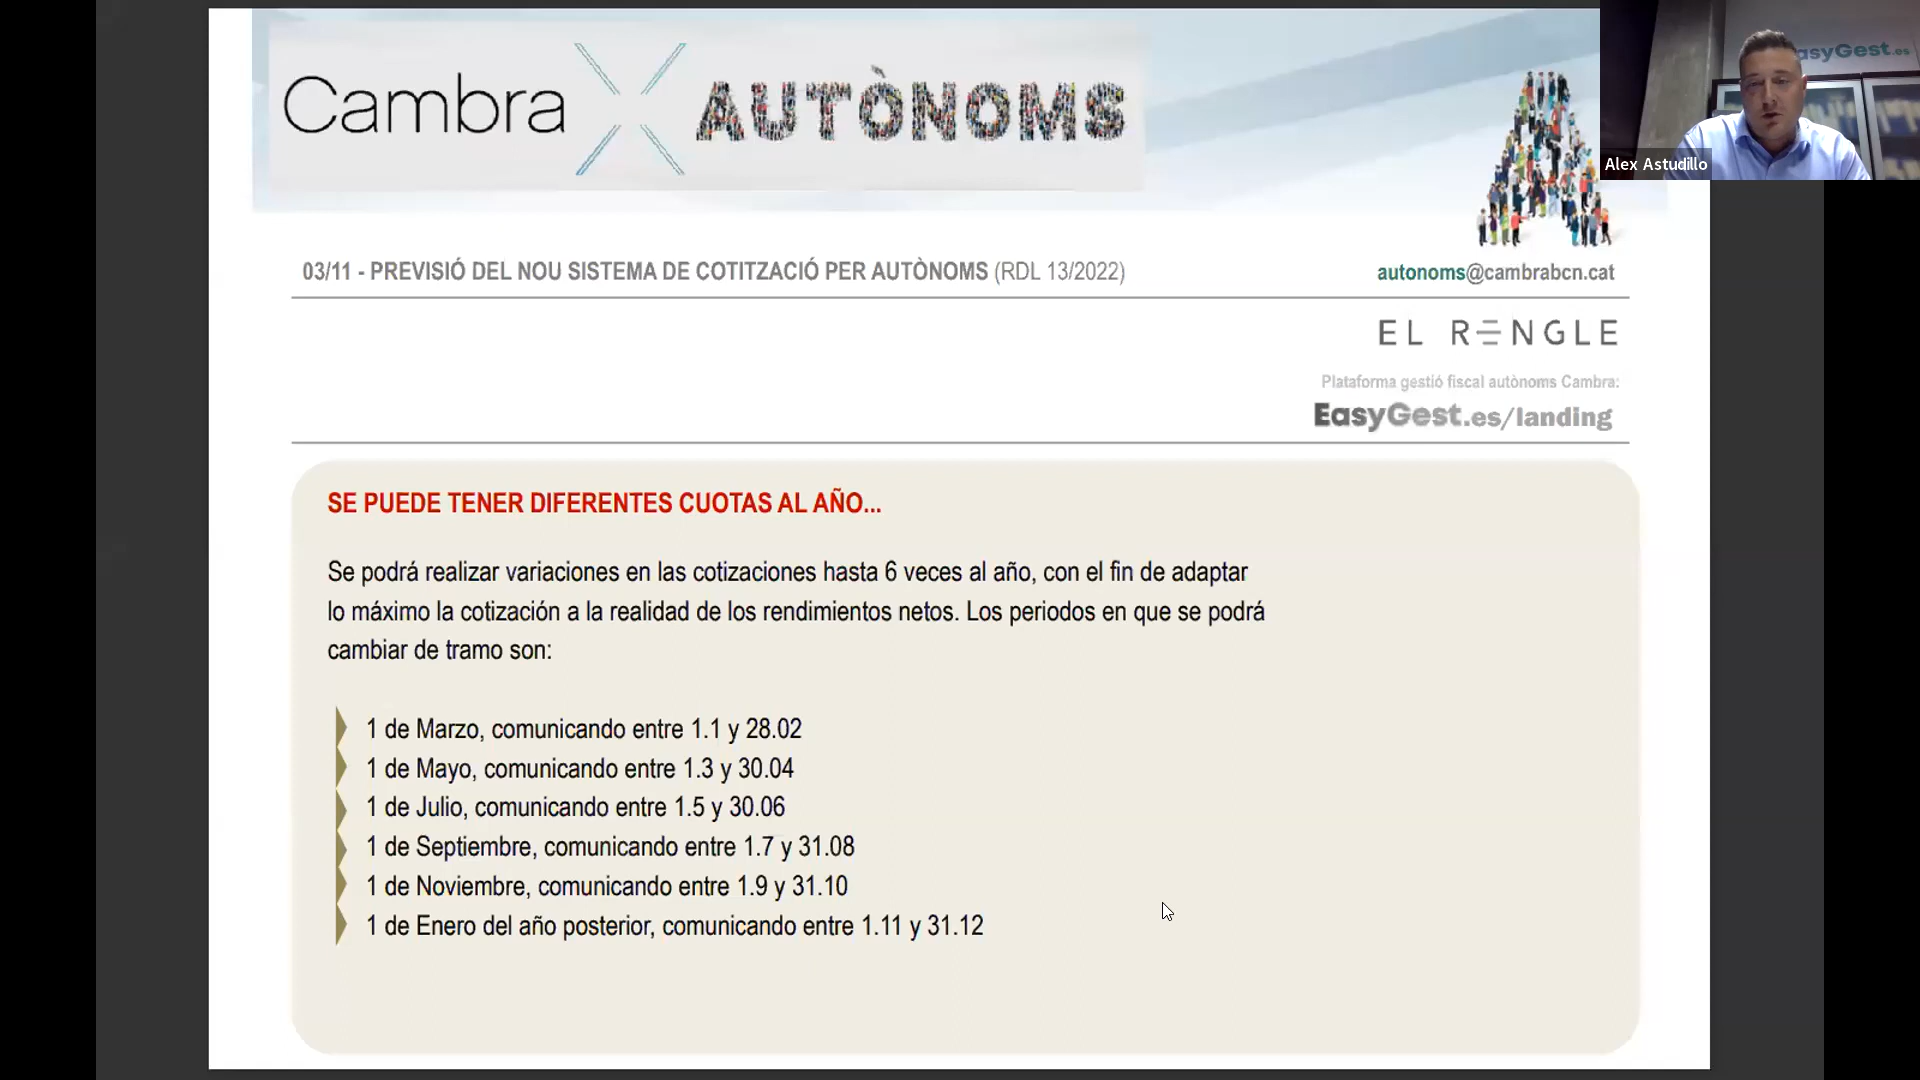 Cambra X AUTÒNOMS
asyGest.es
Alex Astudillo
03/11 - PREVISIÓ DEL NOU SISTEMA DE COTITZACIÓ PER AUTÒNOMS (RDL 13/2022)
autonoms@cambrabcn.cat
EL RENGLE
Plataforma gestió fiscal autònoms Cambra:
EasyGest.es/landing
SE PUEDE TENER DIFERENTES CUOTAS AL AÑO...
Se podrá realizar variaciones en las cotizaciones hasta 6 veces al año, con el fin de adaptar
lo máximo la cotización a la realidad de los rendimientos netos. Los periodos en que se podrá
cambiar de tramo son:
1 de Marzo, comunicando entre 1.1 y 28.02
1 de Mayo, comunicando entre 1.3 y 30.04
1 de Julio, comunicando entre 1.5 y 30.06
1 de Septiembre, comunicando entre 1.7 y 31.08
1 de Noviembre, comunicando entre 1.9 y 31.10
1 de Enero del año posterior, comunicando entre 1.11 y 31.12